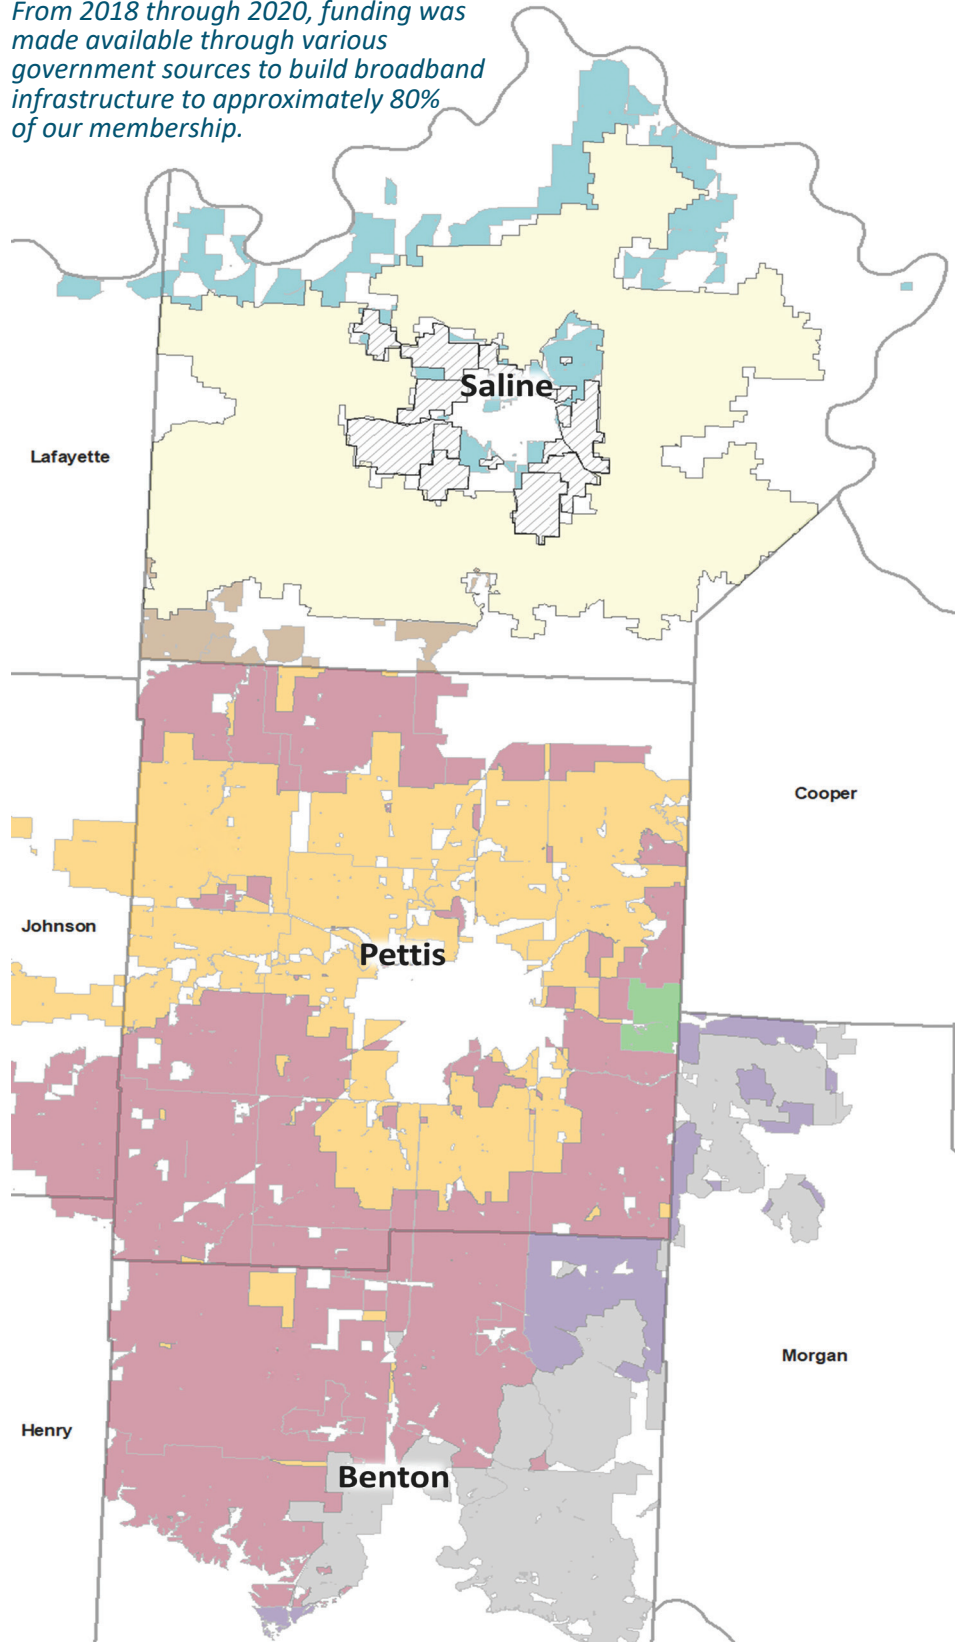 From 2018 through 2020, funding was
made available through various
government sources to build broadband
infrastructure to approximately 80%
of our membership.
Saline
Lafayette
Cooper
Johnson
Pettis
Morgan
Henry
Benton